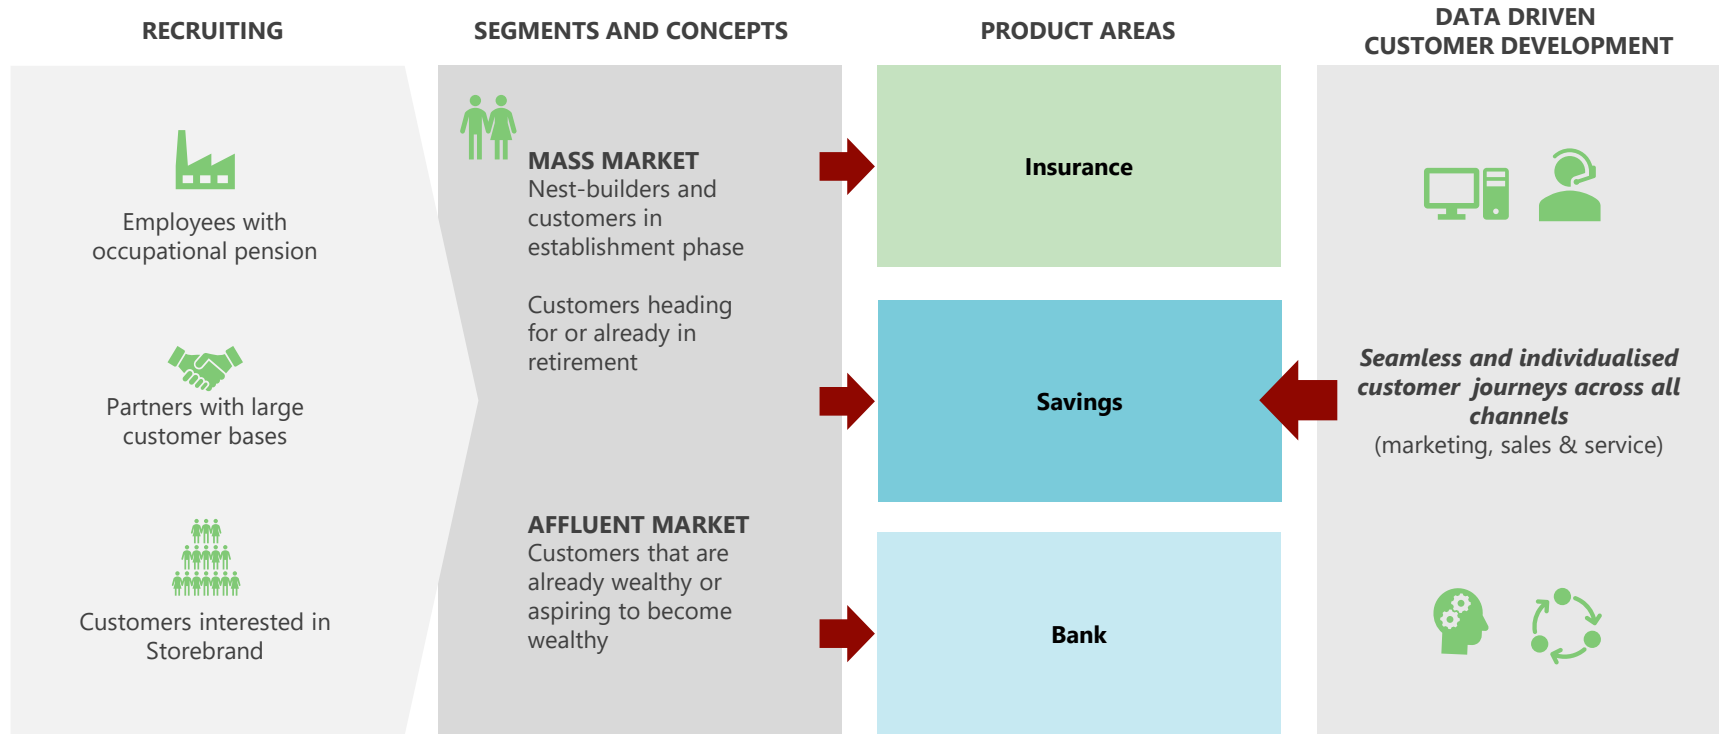 RECRUITING
Employees with
occupational pension
Partners with large
customer bases
Customers interested in
Storebrand
SEGMENTS AND CONCEPTS
MASS MARKET
Nest-builders and
customers in
establishment phase
Customers heading
for or already in
retirement
AFFLUENT MARKET
Customers that are
already wealthy or
aspiring to become
wealthy
PRODUCT AREAS
Insurance
Savings
Bank
DATA DRIVEN
CUSTOMER DEVELOPMENT
Seamless and individualised
customer journeys across all
channels
(marketing, sales & service)